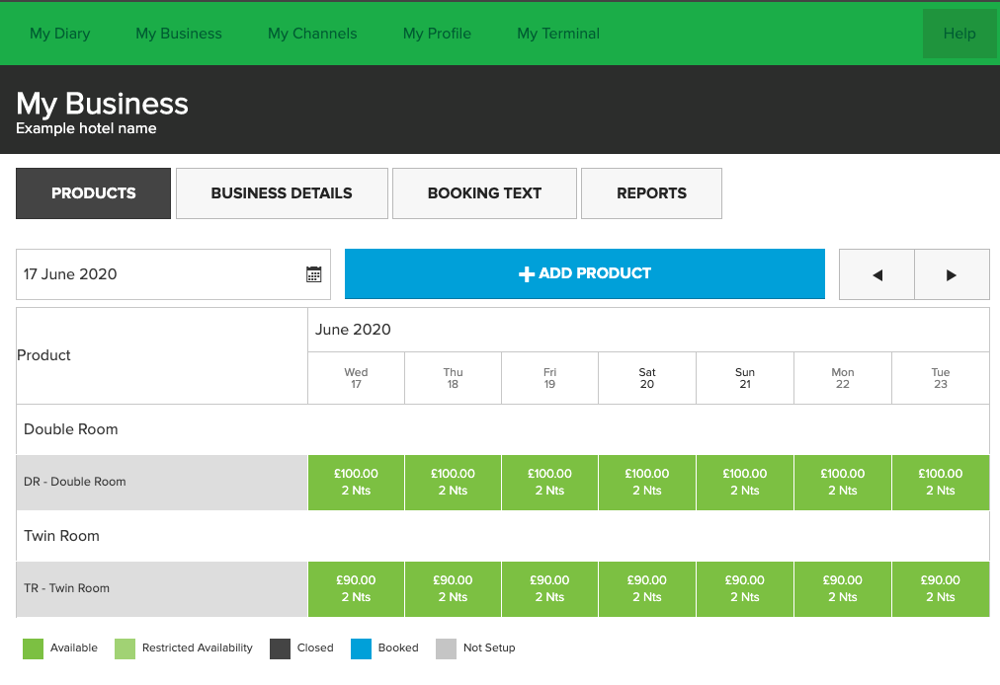 My Diary My Business My Channels My Profile My Terminal Help
My Business
Example hotel name
PRODUCTS BUSINESS DETAILS BOOKING TEXT REPORTS
17 June 2020 ADD PRODUCT
Product
June 2020
Wed Thu Fri Sat Sun Mon Tue
17 18 19 20 21 22 23
Double Room
DR - Double Room
£100.00 £100.00 £100.00 £100.00 £100.00 £100.00 £100.00
2 Nts 2 Nts 2 Nts 2 Nts 2 Nts 2 Nts 2 Nts
Twin Room
TR - Twin Room
£90.00 £90.00 £90.00 £90.00 £90.00 £90.00 £90.00
2 Nts 2 Nts 2 Nts 2 Nts 2 Nts 2 Nts 2 Nts
Available Restricted Availability Closed Booked Not Setup